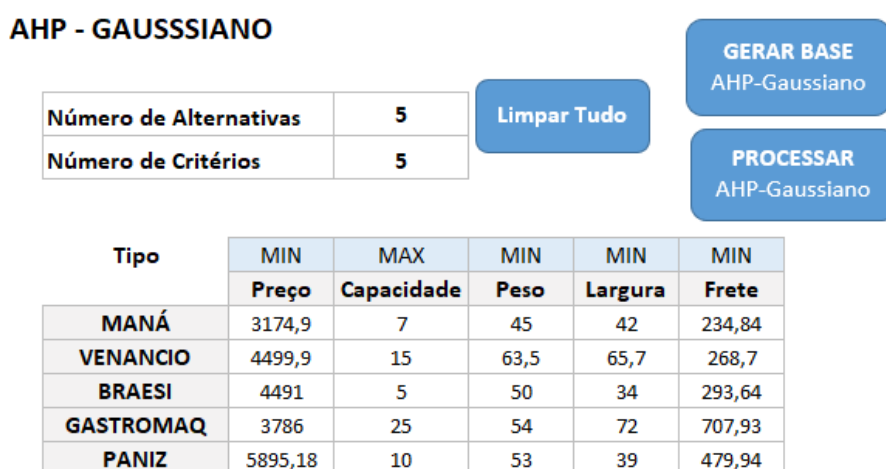 AHP - GAUSSSIANO
GERAR BASE
AHP-Gaussiano
Número de Alternativas 5
Limpar Tudo
Número de Critérios 5
PROCESSAR
AHP-Gaussiano
Tipo MIN MAX MIN MIN MIN
Preço Capacidade Peso Largura Frete
MANÁ 3174,9 7 45 42 234,84
VENANCIO 4499,9 15 63,5 65,7 268,7
BRAESI 4491 5 50 34 293,64
GASTROMAQ 3786 25 54 72 707,93
PANIZ 5895,18 10 53 39 479,94